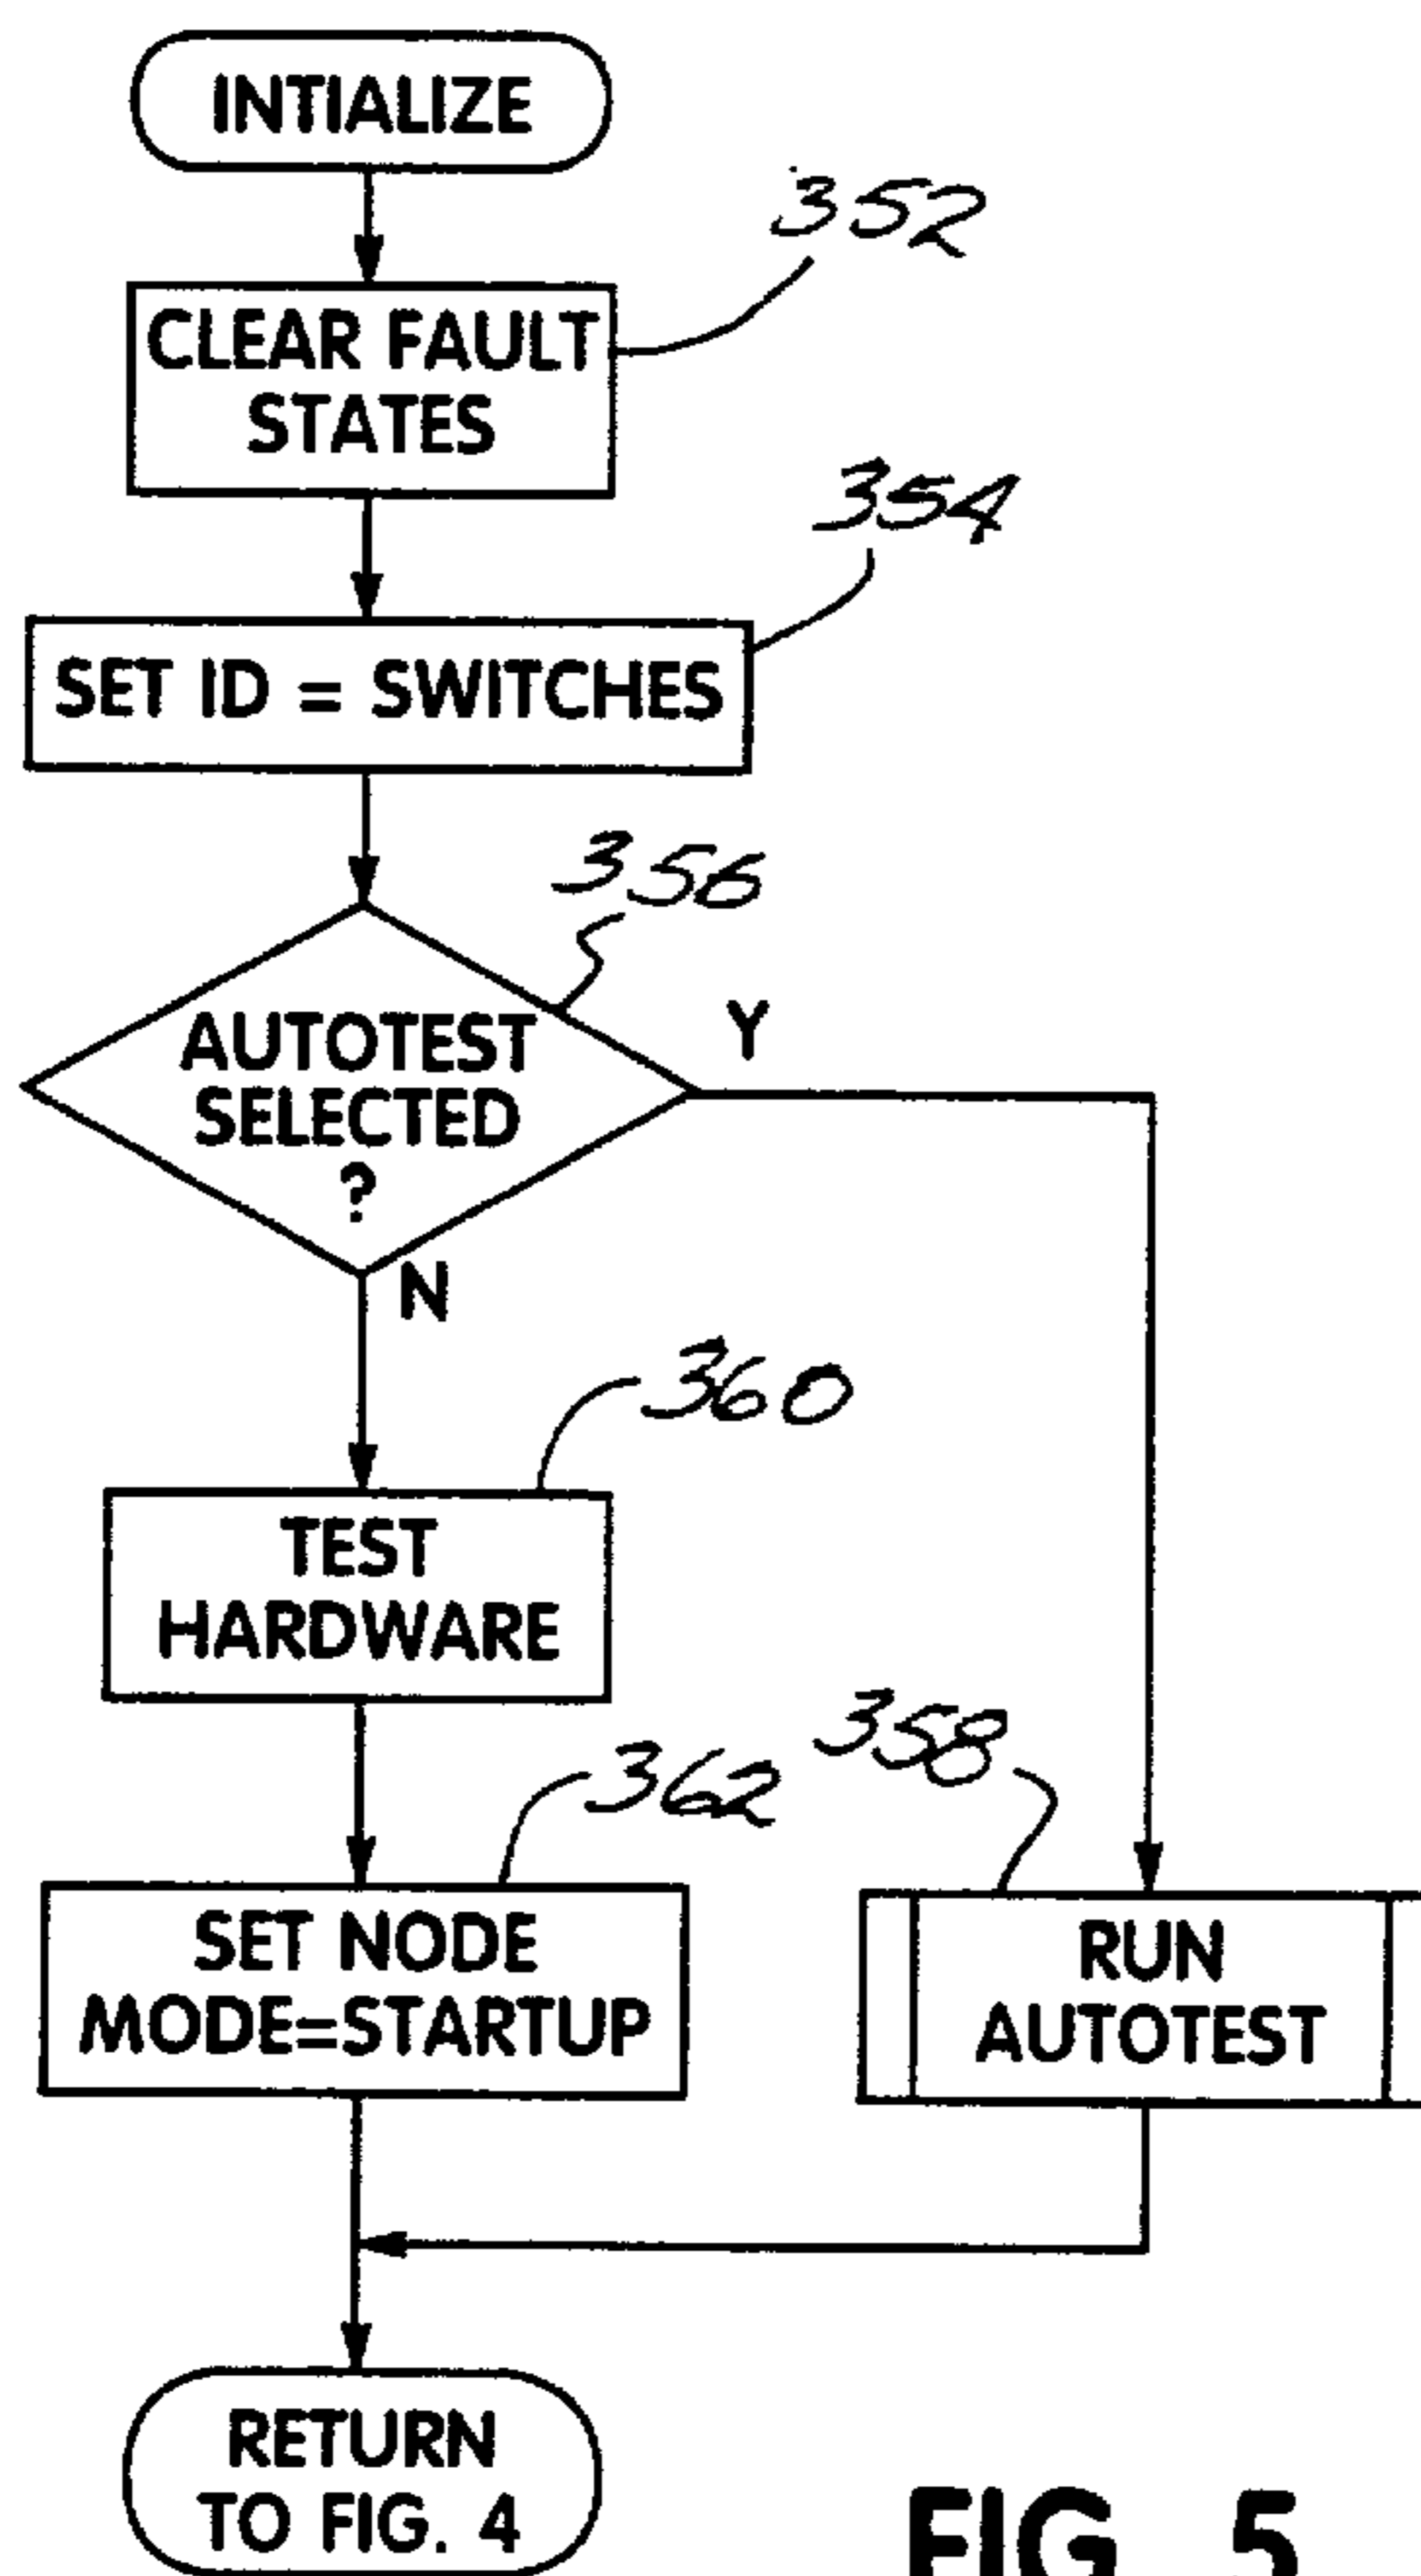 INTIALIZE
352
CLEAR FAULT
STATES
354
SET ID = SWITCHES
356
AUTOTEST
SELECTED
?
Y
N
360
TEST
HARDWARE
358
362
SET NODE
MODE=STARTUP
RUN
AUTOTEST
RETURN
TO FIG. 4
FIG. 5